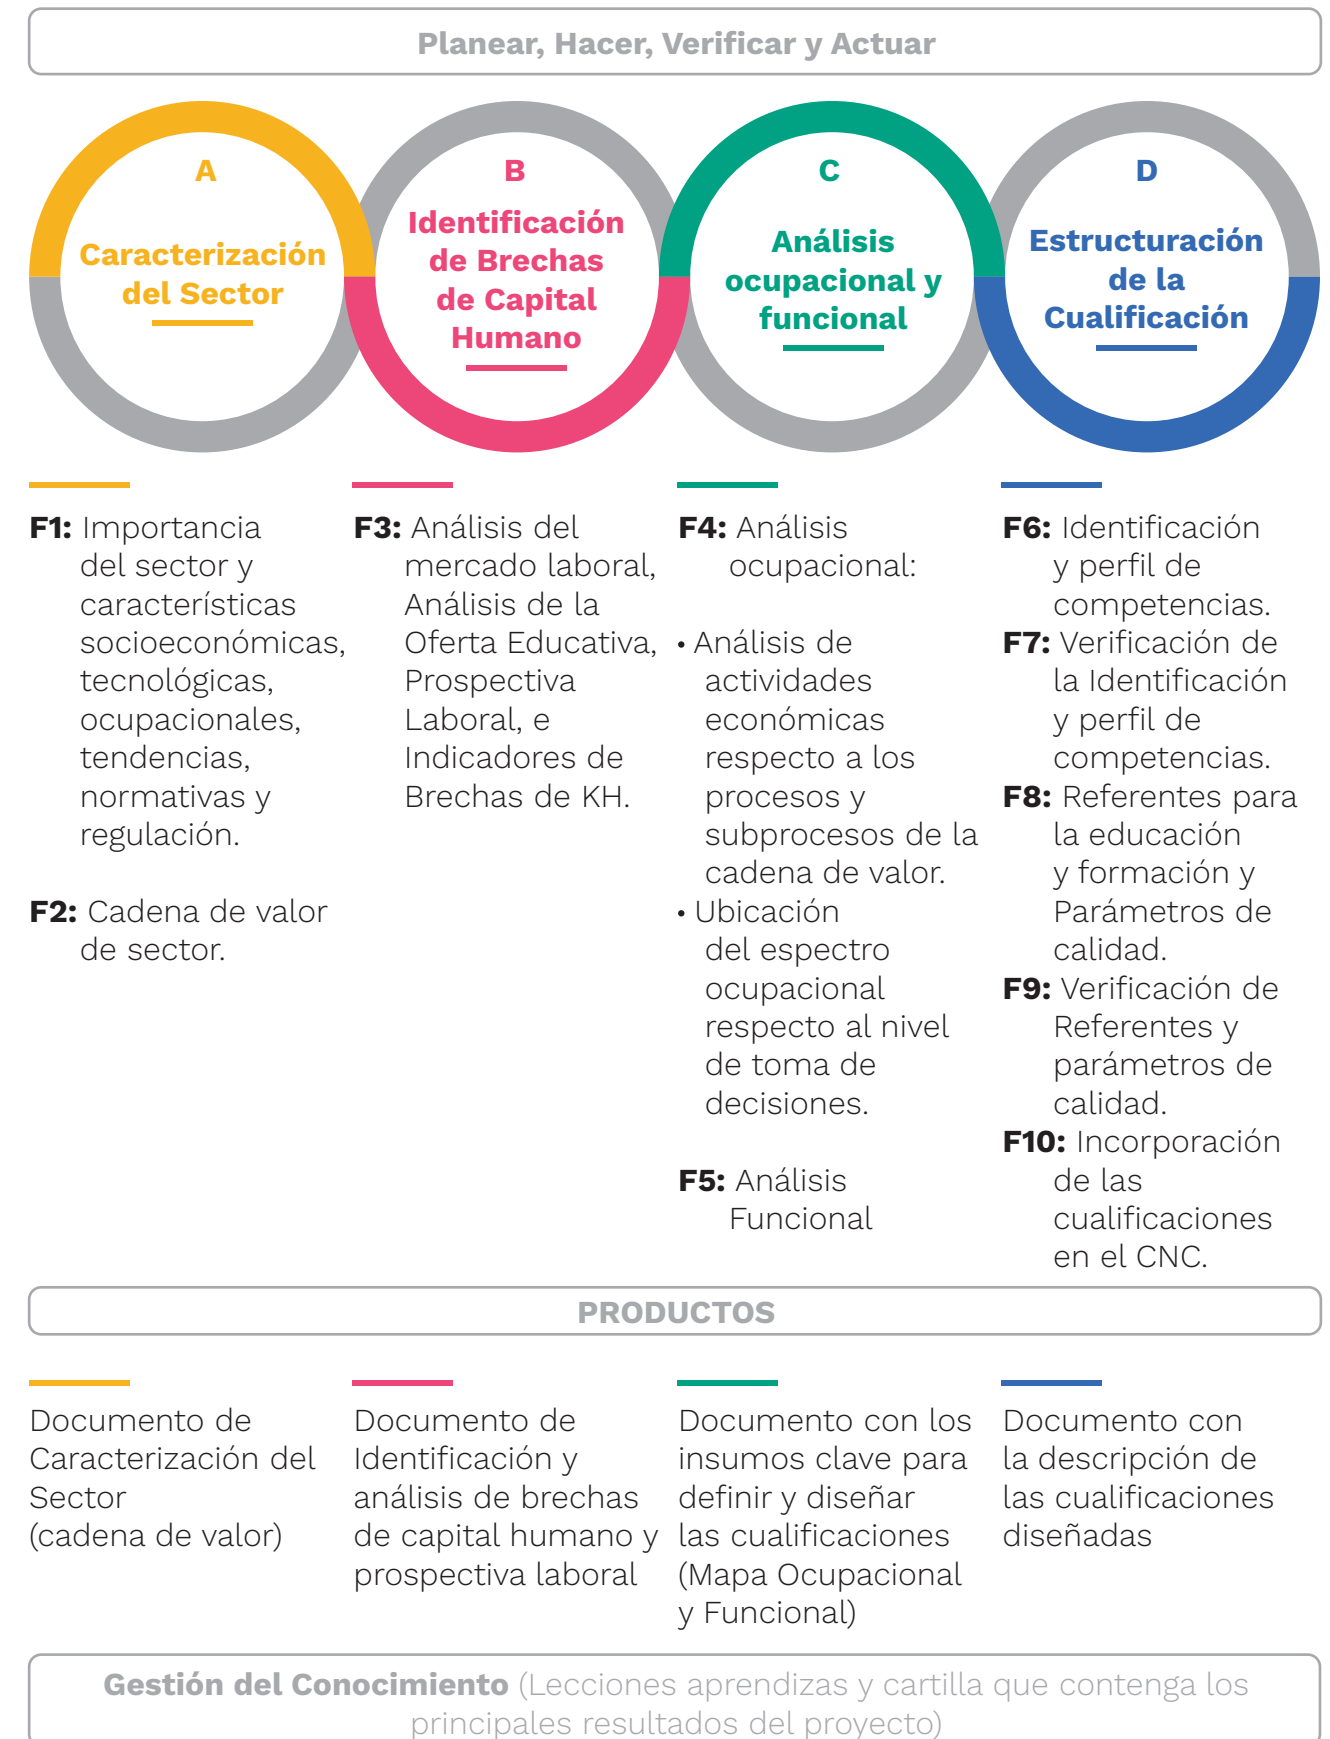 Planear, Hacer, Verificar y Actuar
A
Caracterización
del Sector
B
Identificación
de Brechas
de Capital
Humano
C
Análisis
ocupacional y
funcional
D
Estructuración
de la
Cualificación
F1: Importancia
del sector y
características
socioeconómicas,
tecnológicas,
ocupacionales,
tendencias,
normativas y
regulación.
F2: Cadena de valor
de sector.
F3: Análisis del
mercado laboral,
Análisis de la
Oferta Educativa,
Prospectiva
Laboral, e
Indicadores de
Brechas de KH.
F4: Análisis
ocupacional:
• Análisis de
actividades
económicas
respecto a los
procesos y
subprocesos de la
cadena de valor.
• Ubicación
del espectro
ocupacional
respecto al nivel
de toma de
decisiones.
F5: Análisis
Funcional
F6: Identificación
y perfil de
competencias.
F7: Verificación de
la Identificación
y perfil de
competencias.
F8: Referentes para
la educación
y formación y
Parámetros de
calidad.
F9: Verificación de
Referentes y
parámetros de
calidad.
F10: Incorporación
de las
cualificaciones
en el CNC.
PRODUCTOS
Documento de
Caracterización del
Sector
(cadena de valor)
Documento de
Identificación y
análisis de brechas
de capital humano y
prospectiva laboral
Documento con los
insumos clave para
definir y diseñar
las cualificaciones
(Mapa Ocupacional
y Funcional)
Documento con
la descripción de
las cualificaciones
diseñadas
Gestión del Conocimiento (Lecciones aprendizas y cartilla que contenga los
principales resultados del proyecto)